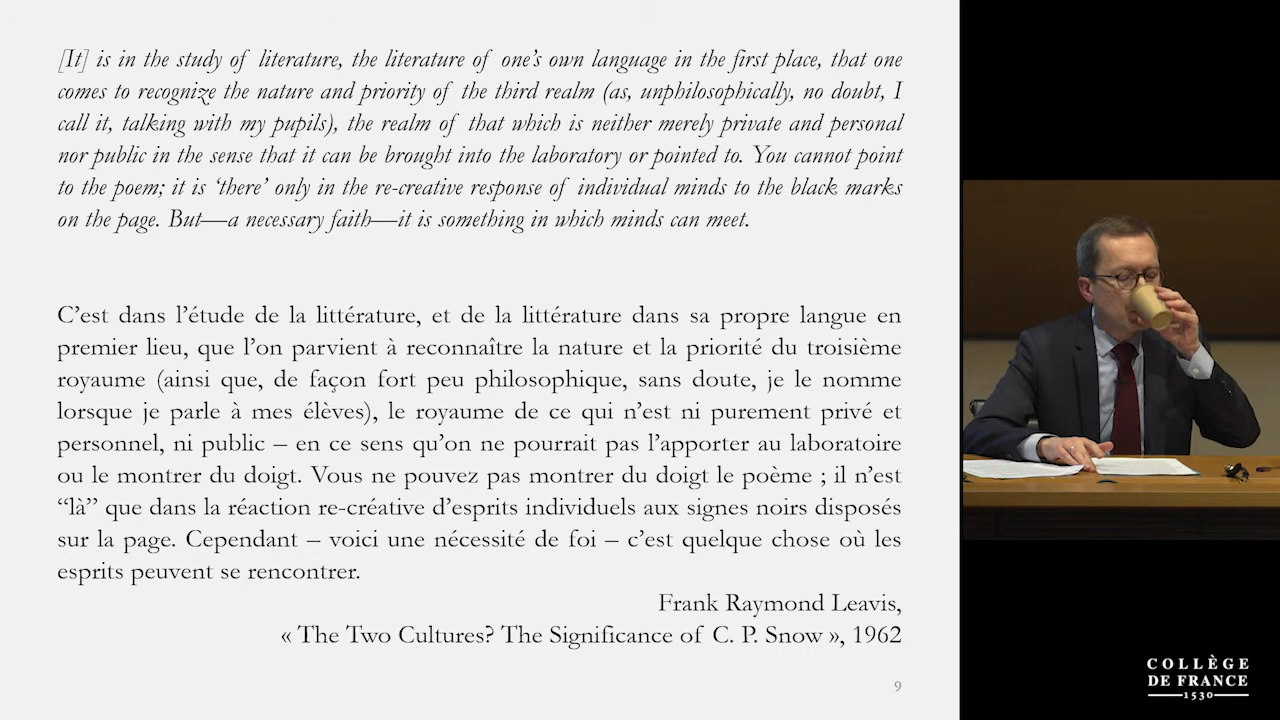 [It] is in the study of literature, the literature of one’s own language in the first place, that one
comes to recognize the nature and priority of the third realm (as, unphilosophically, no doubt, I
call it, talking with my pupils), the realm of that which is neither merely private and personal
nor public in the sense that it can be brought into the laboratory or pointed to. You cannot point
to the poem; it is ‘there’ only in the re-creative response of individual minds to the black marks
on the page. But—a necessary faith—it is something in which minds can meet.
C’est dans l’étude de la littérature, et de la littérature dans sa propre langue en
premier lieu, que l’on parvient à reconnaître la nature et la priorité du troisième
royaume (ainsi que, de façon fort peu philosophique, sans doute, je le nomme
lorsque je parle à mes élèves), le royaume de ce qui n’est ni purement privé et
personnel, ni public – en ce sens qu’on ne pourrait pas l’apporter au laboratoire
ou le montrer du doigt. Vous ne pouvez pas montrer du doigt le poème ; il n’est
“là” que dans la réaction re-créative d’esprits individuels aux signes noirs disposés
sur la page. Cependant – voici une nécessité de foi – c’est quelque chose où les
esprits peuvent se rencontrer.
Frank Raymond Leavis,
« The Two Cultures? The Significance of C. P. Snow », 1962
9
COLLÈGE
DE FRANCE
1530